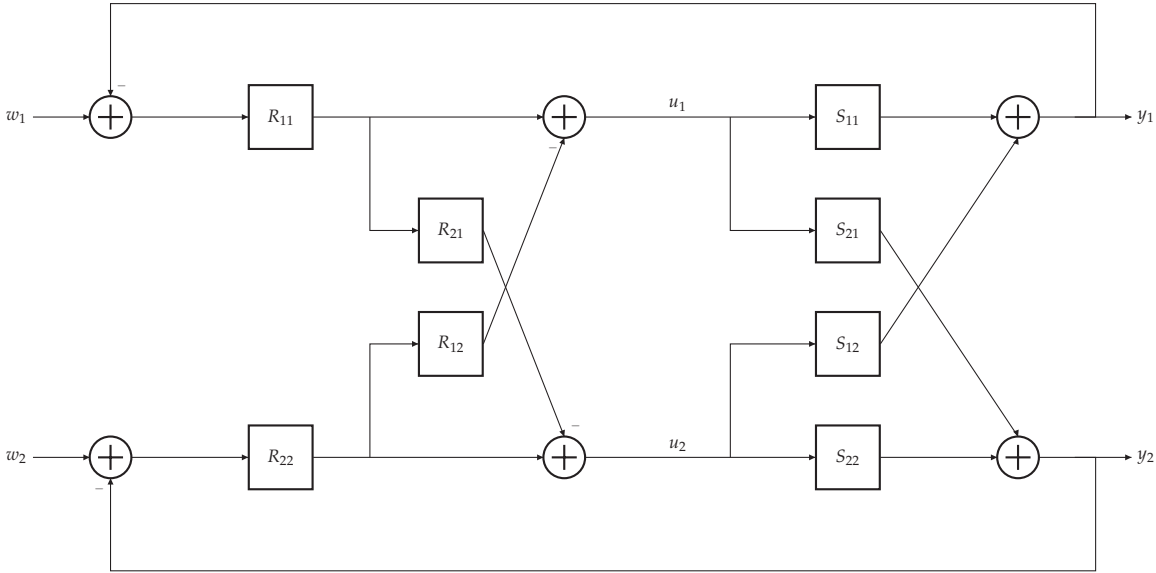 −
w₁ R₁₁ u₁ S₁₁ y₁
−
R₂₁ S₂₁
R₁₂ S₁₂
−
w₂ R₂₂ u₂ S₂₂ y₂
−